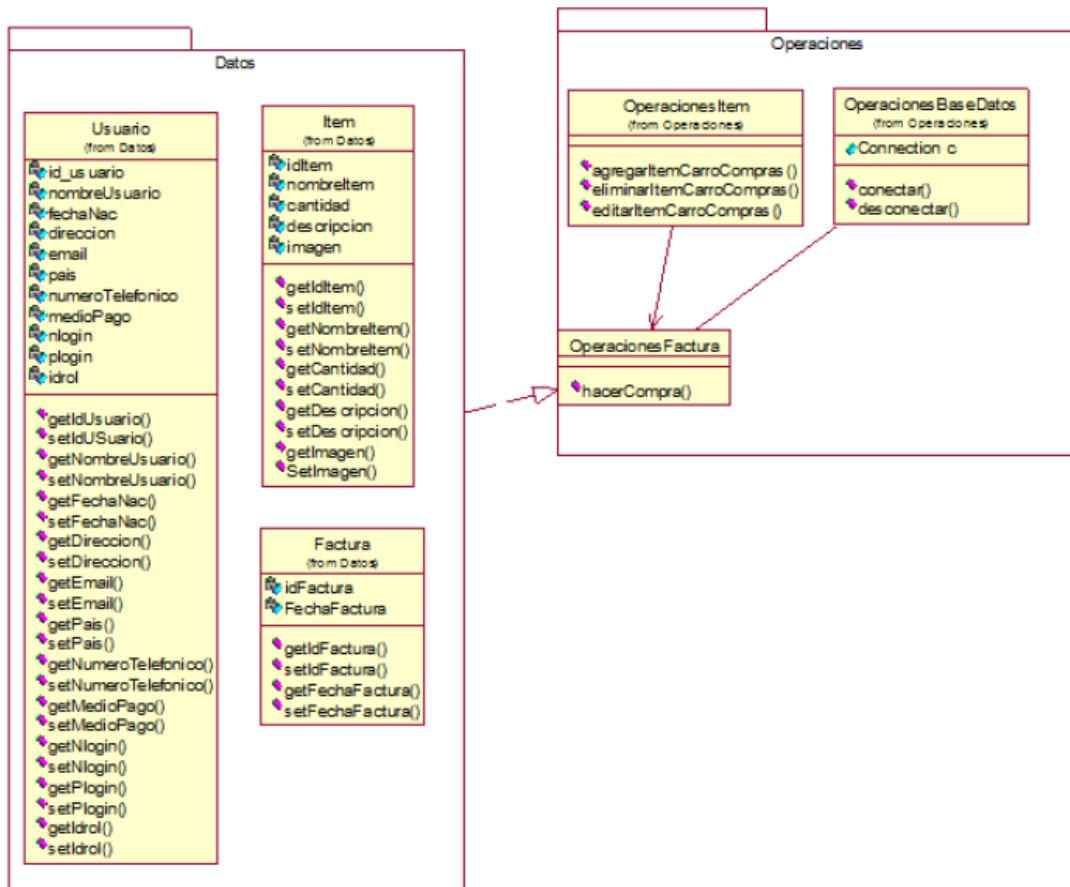 Datos
Usuario
(from Datos)
id_usuario
nombreUsuario
fechaNac
direccion
email
pais
numeroTelefonico
medioPago
nlogin
plogin
idrol
getIdUsuario()
setIdUSuario()
getNombreUsuario()
setNombreUsuario()
getFechaNac()
setFechaNac()
getDireccion()
setDireccion()
getEmail()
setEmail()
getPais()
setPais()
getNumeroTelefonico()
setNumeroTelefonico()
getMedioPago()
setMedioPago()
getNlogin()
setNlogin()
getPlogin()
setPlogin()
getIdrol()
setIdrol()
Item
(from Datos)
idItem
nombreItem
cantidad
descripcion
imagen
getIdItem()
setIdItem()
getNombreItem()
setNombreItem()
getCantidad()
setCantidad()
getDescripcion()
setDescripcion()
getImagen()
SetImagen()
Factura
(from Datos)
idFactura
FechaFactura
getIdFactura()
setIdFactura()
getFechaFactura()
setFechaFactura()
Operaciones
OperacionesItem
(from Operaciones)
agregarItemCarroCompras()
eliminarItemCarroCompras()
editarItemCarroCompras()
OperacionesBaseDatos
(from Operaciones)
Connection c
conectar()
desconectar()
OperacionesFactura
hacerCompra()